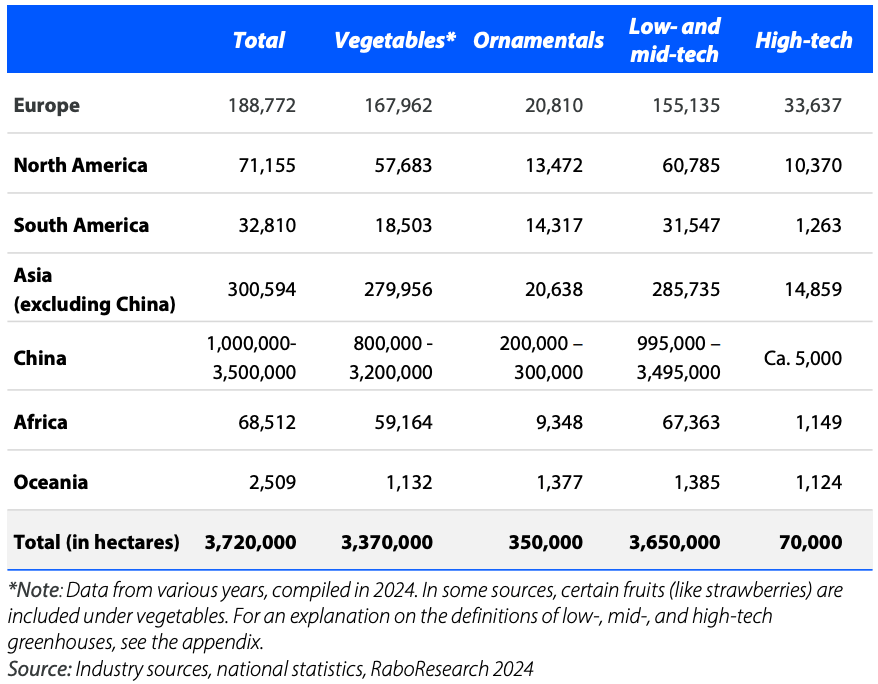 Total Vegetables* Ornamentals Low- and mid-tech High-tech
Europe 188,772 167,962 20,810 155,135 33,637
North America 71,155 57,683 13,472 60,785 10,370
South America 32,810 18,503 14,317 31,547 1,263
Asia
(excluding China) 300,594 279,956 20,638 285,735 14,859
China 1,000,000-3,500,000 800,000 - 3,200,000 200,000 – 300,000 995,000 – 3,495,000 Ca. 5,000
Africa 68,512 59,164 9,348 67,363 1,149
Oceania 2,509 1,132 1,377 1,385 1,124
Total (in hectares) 3,720,000 3,370,000 350,000 3,650,000 70,000
*Note: Data from various years, compiled in 2024. In some sources, certain fruits (like strawberries) are
included under vegetables. For an explanation on the definitions of low-, mid-, and high-tech
greenhouses, see the appendix.
Source: Industry sources, national statistics, RaboResearch 2024